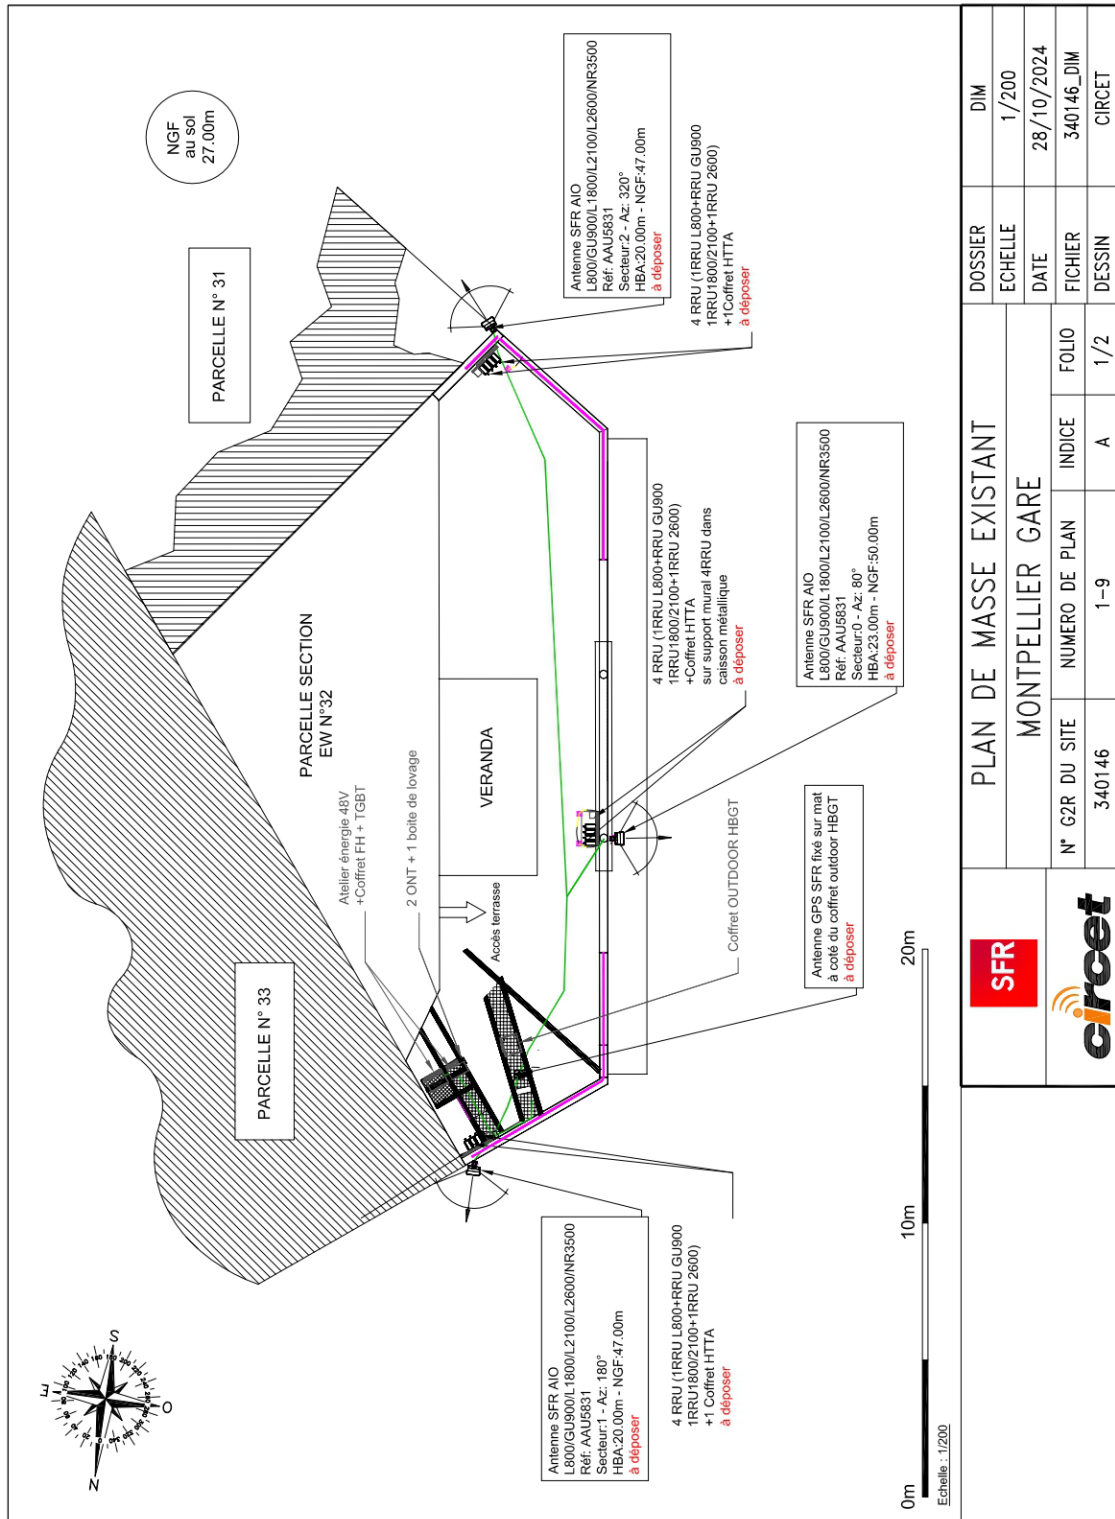 NGF
au sol
27.00m
PARCELLE N° 31
PARCELLE N° 33
PARCELLE SECTION
EW N°32
VERANDA
Atelier énergie 48V
+Coffret FH + TGBT
2 ONT + 1 boite de lovage
Accès terrasse
Antenne SFR AIO
L800/GU900/L1800/L2100/L2600/NR3500
Réf: AAU5831
Secteur:2 - Az: 320°
HBA:20.00m - NGF:47.00m
à déposer
4 RRU (1RRU L800+RRU GU900
1RRU1800/2100+1RRU 2600)
+1Coffret HTTA
à déposer
4 RRU (1RRU L800+RRU GU900
1RRU1800/2100+1RRU 2600)
+Coffret HTTA
sur support mural 4RRU dans
caisson métallique
à déposer
Antenne SFR AIO
L800/GU900/L1800/L2100/L2600/NR3500
Réf: AAU5831
Secteur:0 - Az: 80°
HBA:23.00m - NGF:50.00m
à déposer
Coffret OUTDOOR HBGT
Antenne GPS SFR fixé sur mat
à coté du coffret outdoor HBGT
à déposer
Antenne SFR AIO
L800/GU900/L1800/L2100/L2600/NR3500
Réf: AAU5831
Secteur:1 - Az: 180°
HBA:20.00m - NGF:47.00m
à déposer
4 RRU (1RRU L800+RRU GU900
1RRU1800/2100+1RRU 2600)
+1 Coffret HTTA
à déposer
N
S
E
O
0m
10m
20m
Echelle : 1/200
SFR
circet
PLAN DE MASSE EXISTANT
MONTPELLIER GARE
N° G2R DU SITE
NUMERO DE PLAN
INDICE
FOLIO
340146
1-9
A
1/2
DOSSIER
DIM
ECHELLE
1/200
DATE
28/10/2024
FICHIER
340146_DIM
DESSIN
CIRCET